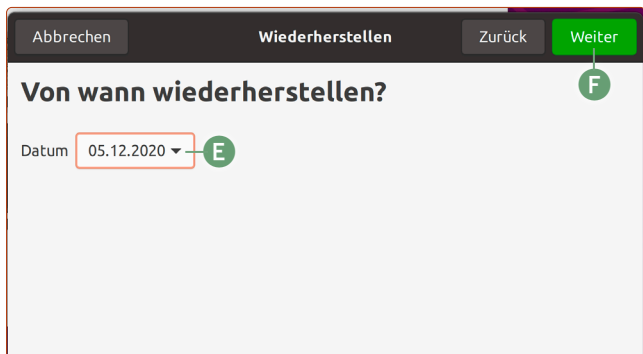 Abbrechen Wiederherstellen Zurück Weiter
F
Von wann wiederherstellen?
Datum 05.12.2020 E